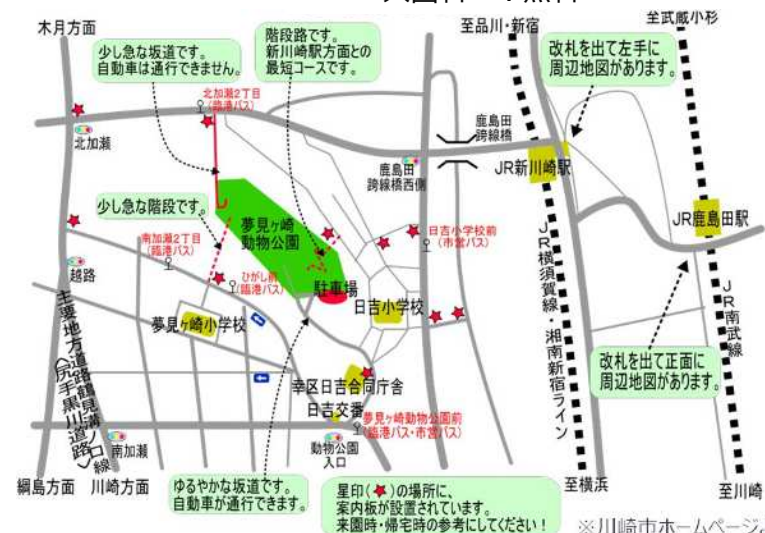 木月方面
少し急な坂道です。
自動車は通行できません。
階段路です。
新川崎駅方面との
最短コースです。
至品川・新宿
改札を出て左手に
周辺地図があります。
至武蔵小杉
北加瀬2丁目
(臨港バス)
北加瀬
鹿島田
跨線橋
鹿島田
跨線橋西側
JR新川崎駅
少し急な階段です。
夢見ヶ崎
動物公園
南加瀬2丁目
(臨港バス)
日吉小学校前
(市営バス)
JR鹿島田駅
越路
ひがし前
(臨港バス)
駐車場
日吉小学校
夢見ヶ崎小学校
主要地方道路鶴見溝ノ口線
(尻手黒川道路)
JR横須賀線・湘南新宿ライン
JR南武線
改札を出て正面に
周辺地図があります。
幸区日吉合同庁舎
日吉交番
夢見ヶ崎動物公園前
(臨港バス・市営バス)
南加瀬
動物公園
入口
綱島方面
川崎方面
ゆるやかな坂道です。
自動車が通行できます。
星印(★)の場所に、
案内板が設置されています。
来園時・帰宅時の参考にしてください!
至横浜
至川崎
※川崎市ホームページ